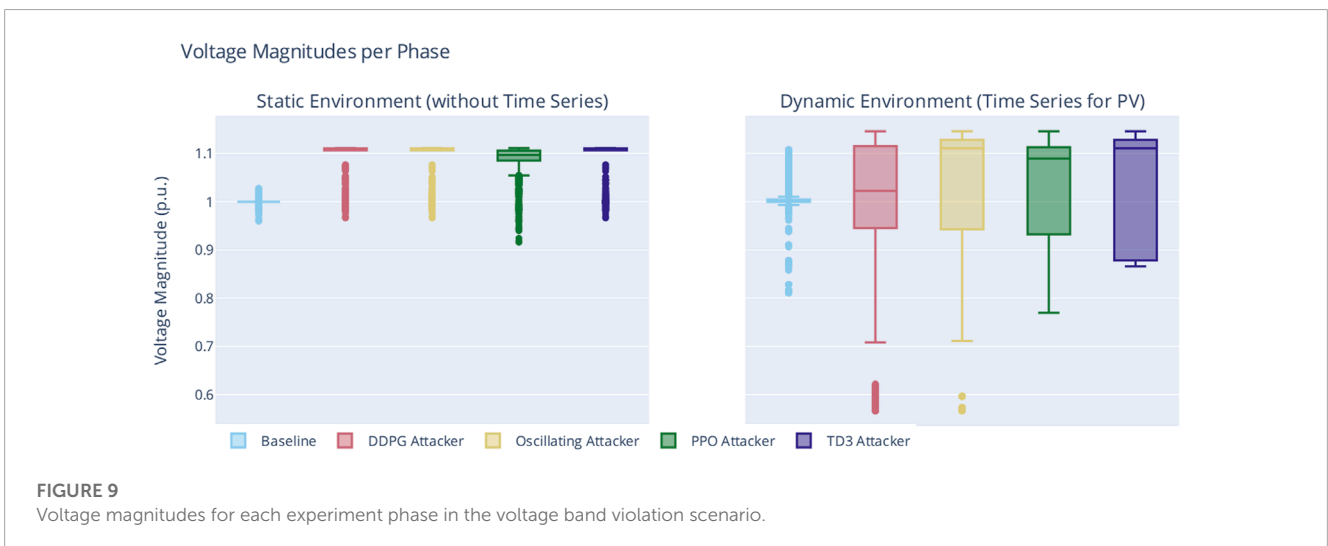 Voltage Magnitudes per Phase
Static Environment (without Time Series)
Dynamic Environment (Time Series for PV)
Voltage Magnitude (p.u.)
1.1
1
0.9
0.8
0.7
0.6
Baseline DDPG Attacker Oscillating Attacker PPO Attacker TD3 Attacker
FIGURE 9
Voltage magnitudes for each experiment phase in the voltage band violation scenario.